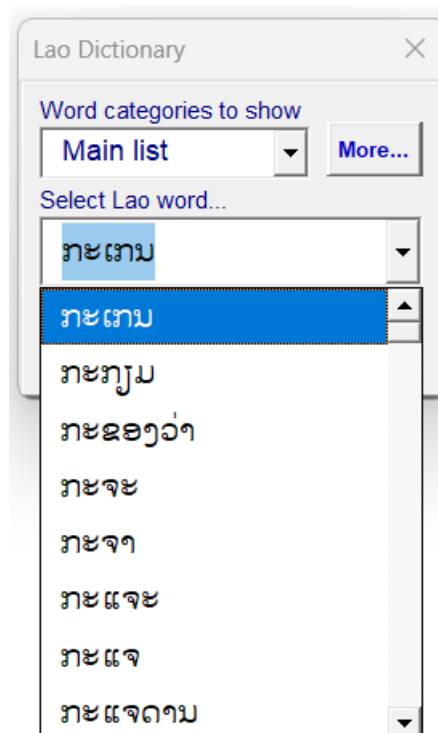 Lao Dictionary
Word categories to show
Main list
More...
Select Lao word...
ກະເກນ
ກະເກນ
ກະກຽມ
ກະຂອງວ່າ
ກະຈະ
ກະຈາ
ກະແຈະ
ກະແຈ
ກະແຈດານ